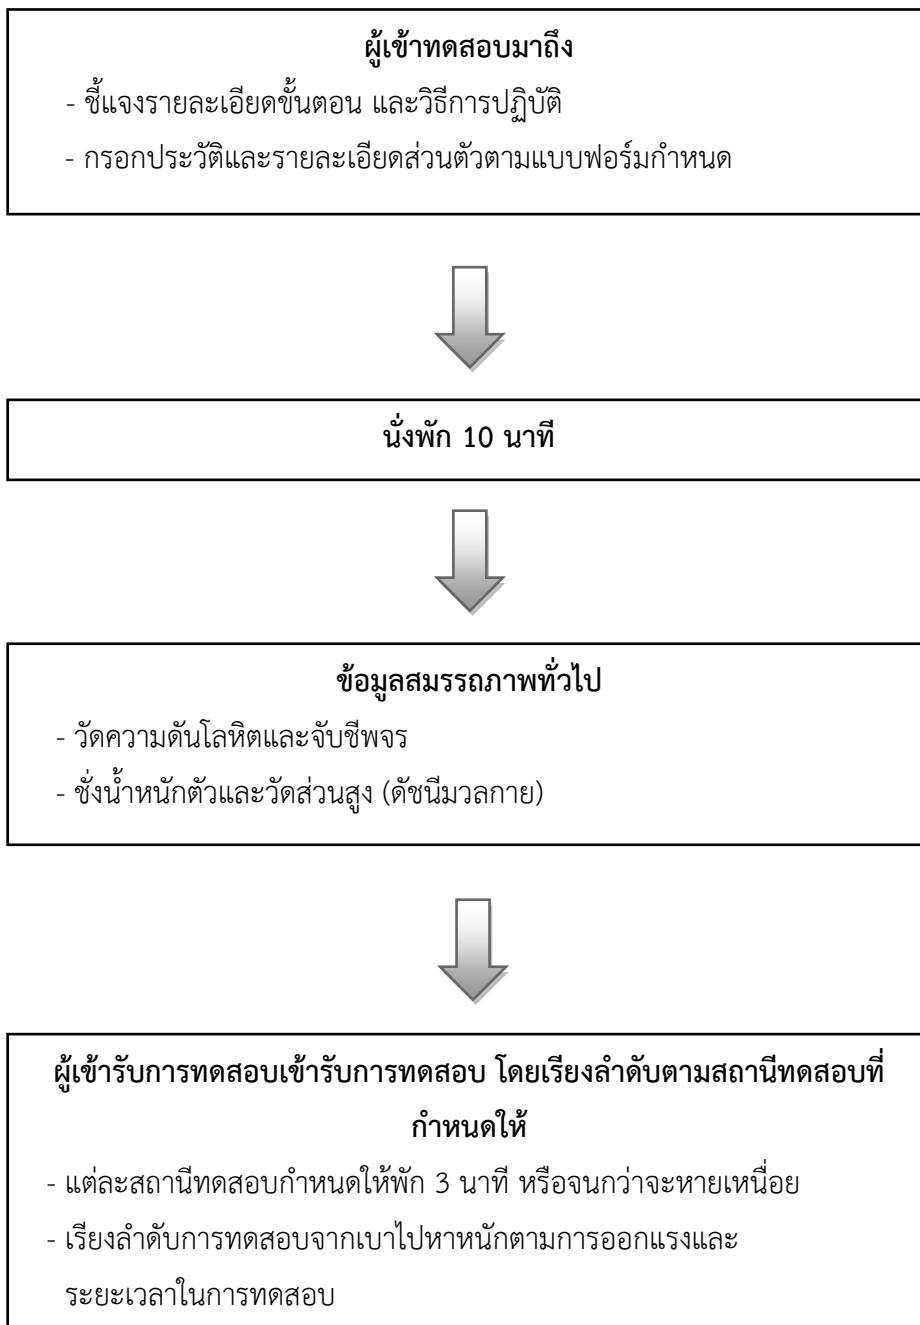 ผู้เข้าทดสอบมาถึง
- ชี้แจงรายละเอียดขั้นตอน และวิธีการปฏิบัติ
- กรอกประวัติและรายละเอียดส่วนตัวตามแบบฟอร์มกำหนด
นั่งพัก 10 นาที
ข้อมูลสมรรถภาพทั่วไป
- วัดความดันโลหิตและจับชีพจร
- ชั่งน้ำหนักตัวและวัดส่วนสูง (ดัชนีมวลกาย)
ผู้เข้ารับการทดสอบเข้ารับการทดสอบ โดยเรียงลำดับตามสถานีทดสอบที่
กำหนดให้
- แต่ละสถานีทดสอบกำหนดให้พัก 3 นาที หรือจนกว่าจะหายเหนื่อย
- เรียงลำดับการทดสอบจากเบาไปหาหนักตามการออกแรงและ
ระยะเวลาในการทดสอบ